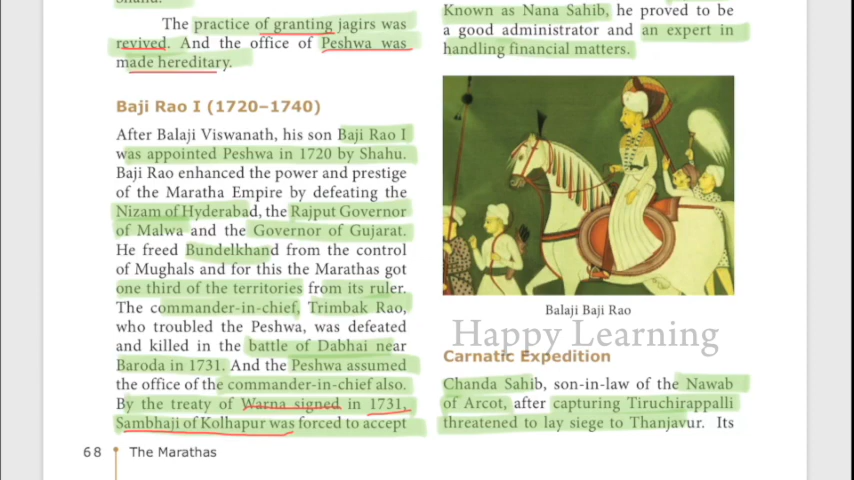 The practice of granting jagirs was
revived. And the office of Peshwa was
made hereditary.
Baji Rao I (1720–1740)
After Balaji Viswanath, his son Baji Rao I
was appointed Peshwa in 1720 by Shahu.
Baji Rao enhanced the power and prestige
of the Maratha Empire by defeating the
Nizam of Hyderabad, the Rajput Governor
of Malwa and the Governor of Gujarat.
He freed Bundelkhand from the control
of Mughals and for this the Marathas got
one third of the territories from its ruler.
The commander-in-chief, Trimbak Rao,
who troubled the Peshwa, was defeated
and killed in the battle of Dabhai near
Baroda in 1731. And the Peshwa assumed
the office of the commander-in-chief also.
By the treaty of Warna signed in 1731,
Sambhaji of Kolhapur was forced to accept
68 The Marathas
Known as Nana Sahib, he proved to be
a good administrator and an expert in
handling financial matters.
Balaji Baji Rao
Happy Learning
Carnatic Expedition
Chanda Sahib, son-in-law of the Nawab
of Arcot, after capturing Tiruchirappalli
threatened to lay siege to Thanjavur. Its